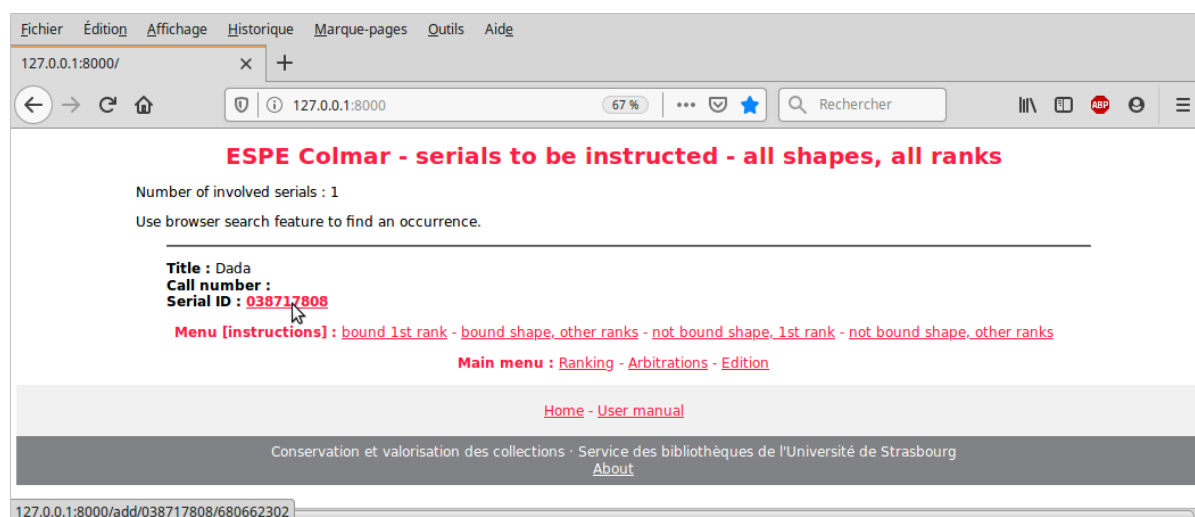 Fichier Édition Affichage Historique Marque-pages Outils Aide
127.0.0.1:8000/
127.0.0.1:8000 67 % Rechercher ABP
ESPE Colmar - serials to be instructed - all shapes, all ranks
Number of involved serials : 1
Use browser search feature to find an occurrence.
Title : Dada
Call number :
Serial ID : 038717808
Menu [instructions] : bound 1st rank - bound shape, other ranks - not bound shape, 1st rank - not bound shape, other ranks
Main menu : Ranking - Arbitrations - Edition
Home - User manual
Conservation et valorisation des collections · Service des bibliothèques de l'Université de Strasbourg
About
127.0.0.1:8000/add/038717808/680662302